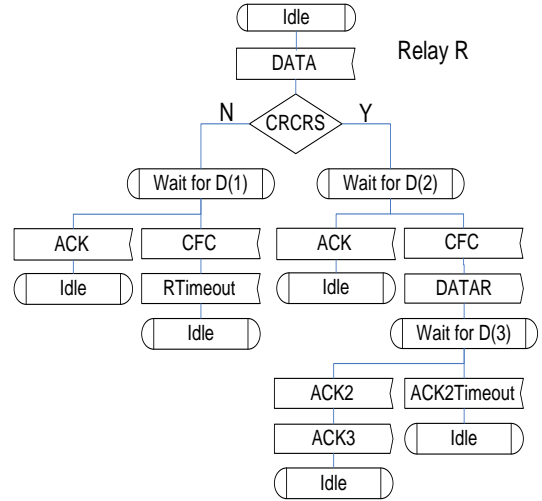 Idle
Relay R
DATA
N
CRCRS
Y
Wait for D(1)
Wait for D(2)
ACK
CFC
ACK
CFC
Idle
RTimeout
Idle
DATAR
Idle
Wait for D(3)
ACK2
ACK2Timeout
ACK3
Idle
Idle